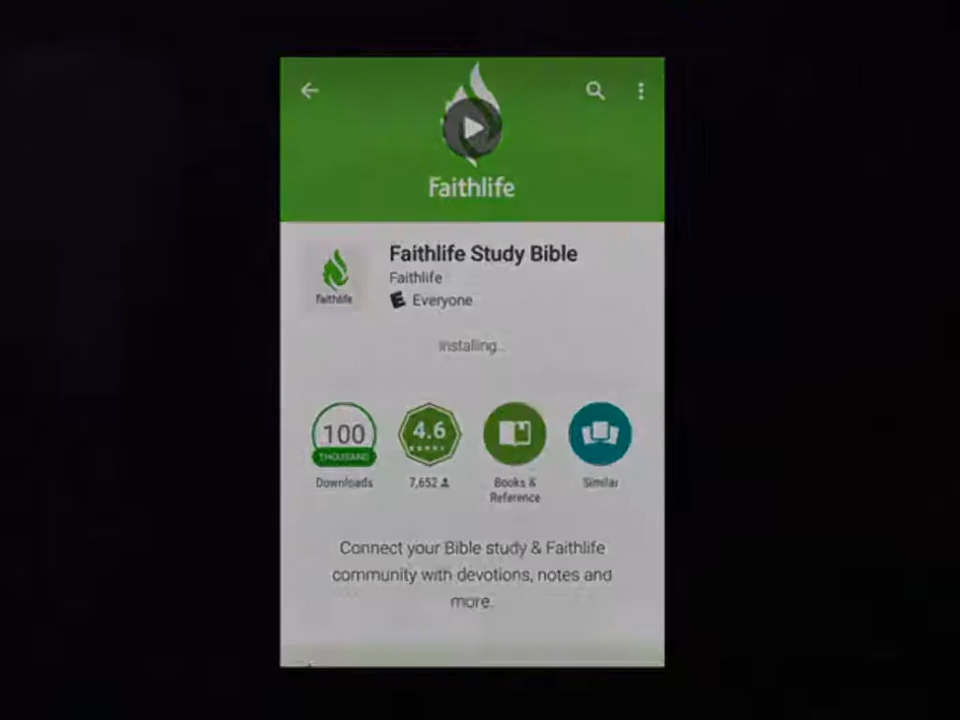 Faithlife
Faithlife Study Bible
faithlife
Faithlife
E Everyone
Installing...
100
THOUSAND
4.6
Downloads
7,652
Books &
Reference
Similar
Connect your Bible study & Faithlife
community with devotions, notes and
more.